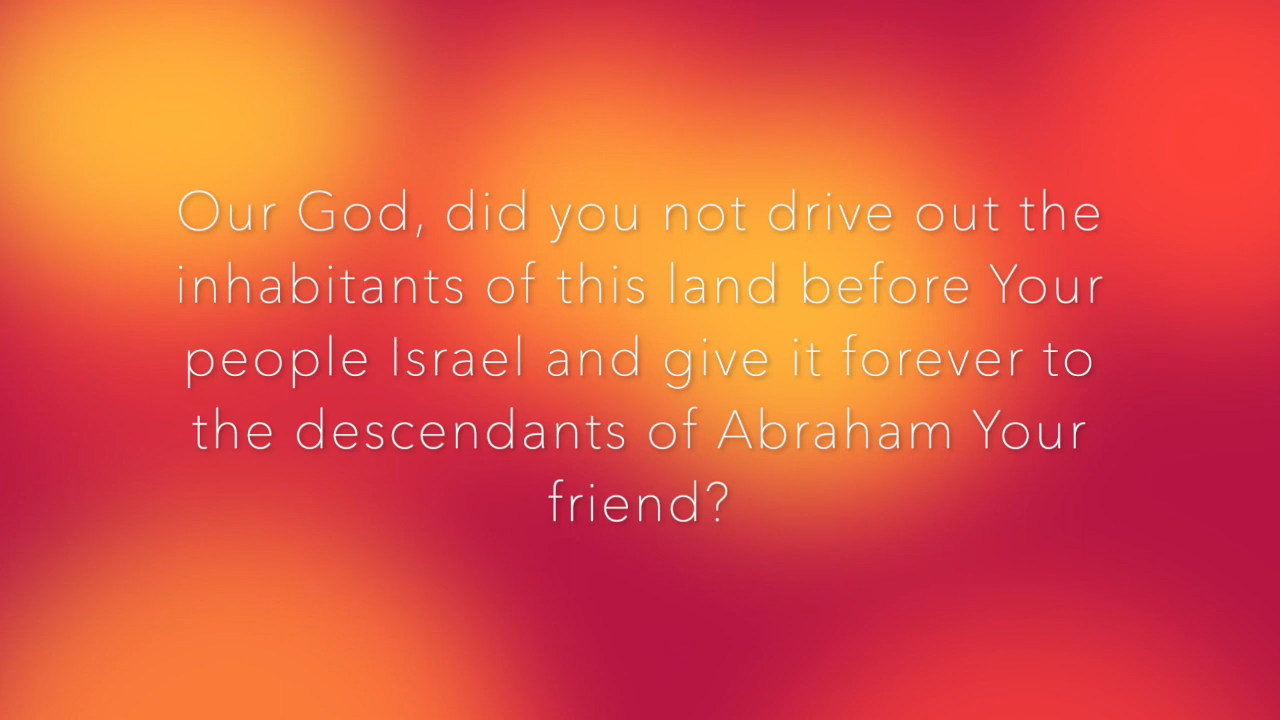 Our God, did you not drive out the
inhabitants of this land before Your
people Israel and give it forever to
the descendants of Abraham Your
friend?